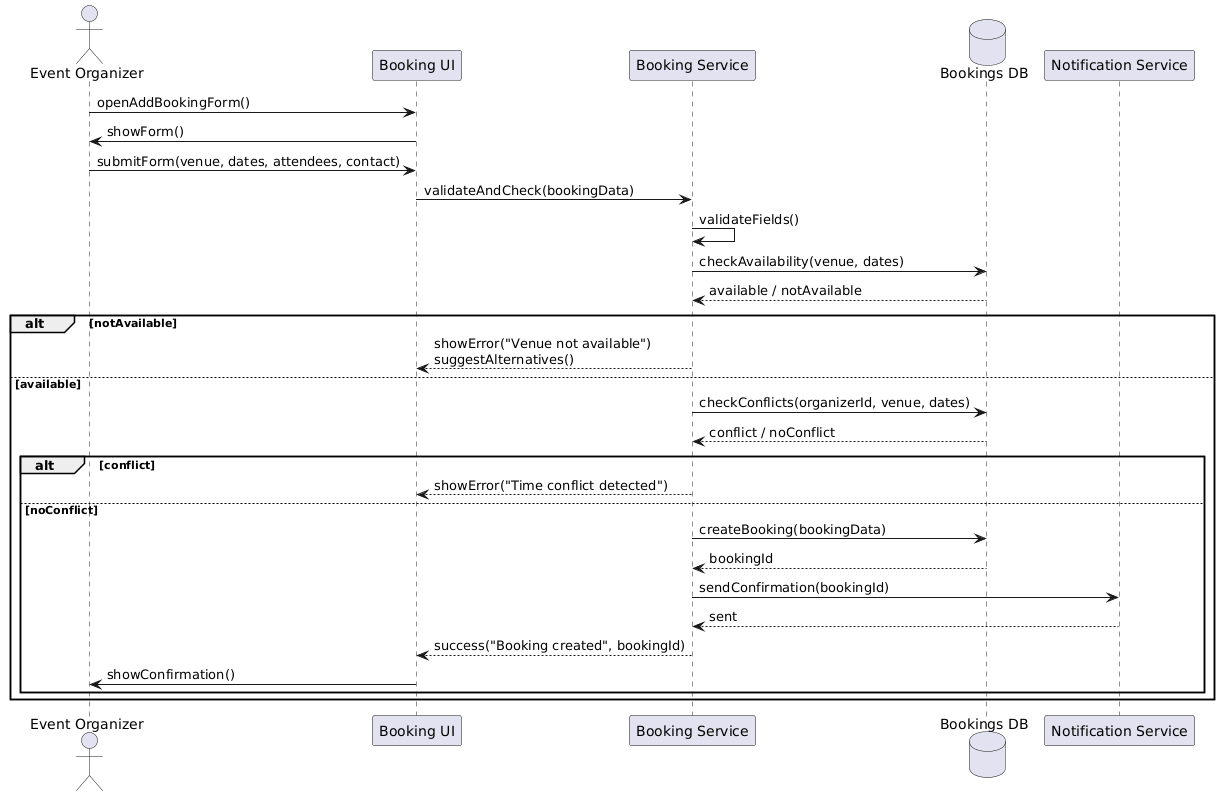 Event Organizer
Booking UI
Booking Service
Bookings DB
Notification Service
openAddBookingForm()
showForm()
submitForm(venue, dates, attendees, contact)
validateAndCheck(bookingData)
validateFields()
checkAvailability(venue, dates)
available / notAvailable
alt
[notAvailable]
showError("Venue not available")
suggestAlternatives()
[available]
checkConflicts(organizerId, venue, dates)
conflict / noConflict
alt
[conflict]
showError("Time conflict detected")
[noConflict]
createBooking(bookingData)
bookingId
sendConfirmation(bookingId)
sent
success("Booking created", bookingId)
showConfirmation()
Event Organizer
Booking UI
Booking Service
Bookings DB
Notification Service